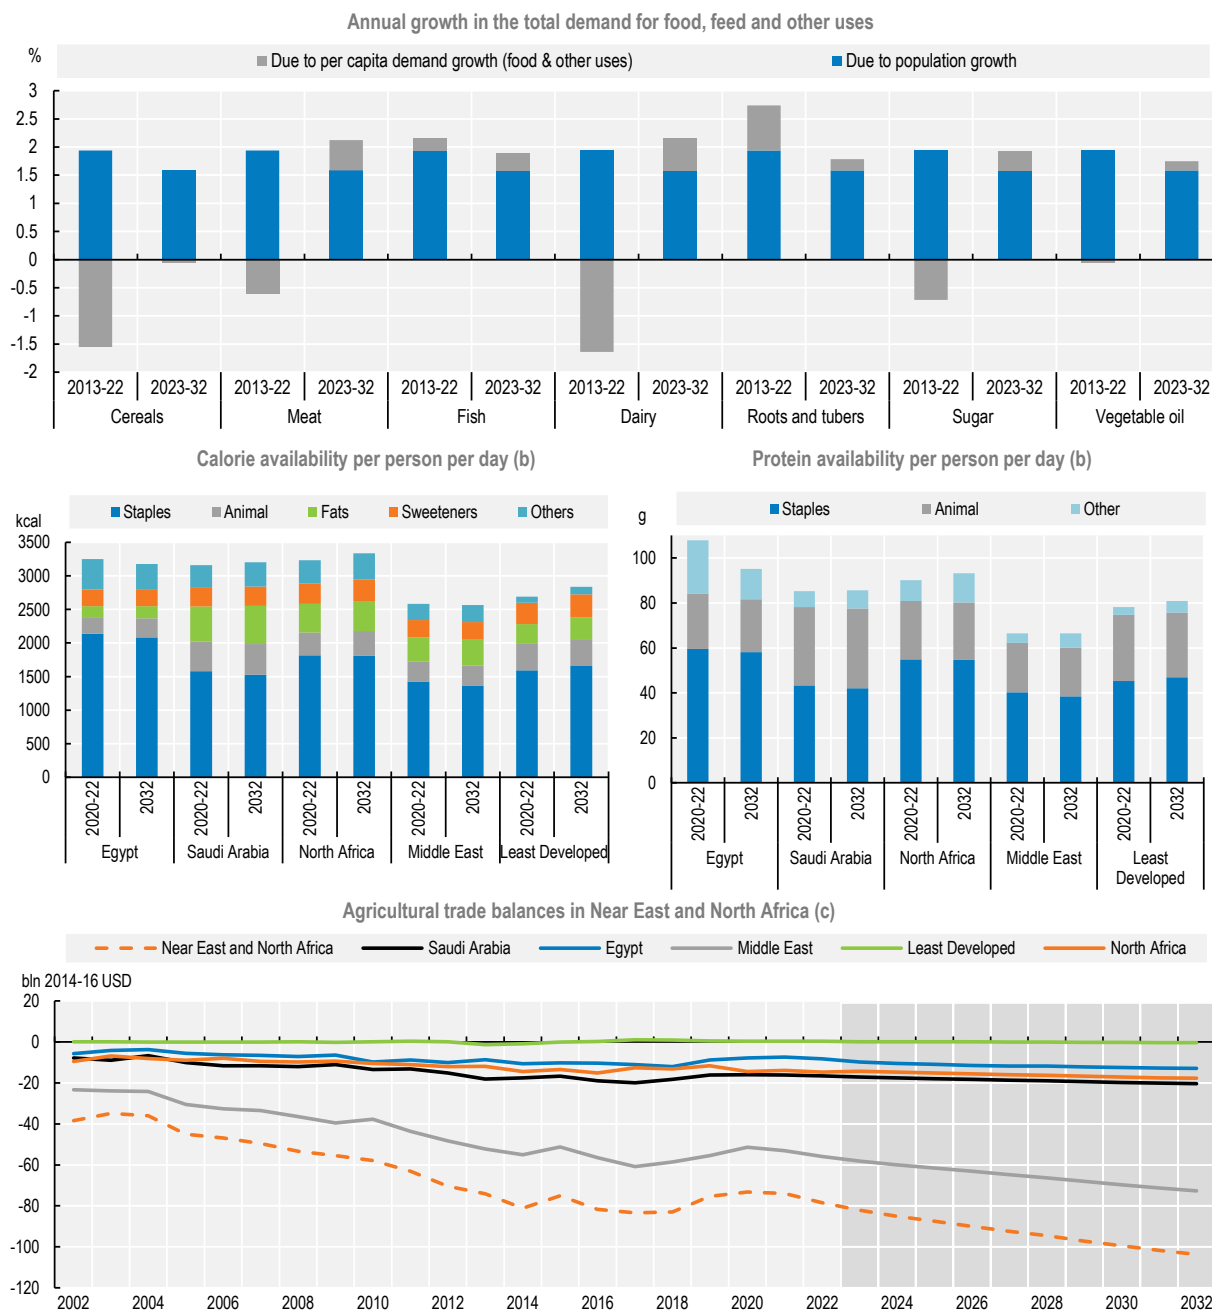 Annual growth in the total demand for food, feed and other uses
%
Due to per capita demand growth (food & other uses) Due to population growth
3
2.5
2
1.5
1
0.5
0
-0.5
-1
-1.5
-2
2013-22 2023-32 2013-22 2023-32 2013-22 2023-32 2013-22 2023-32 2013-22 2023-32 2013-22 2023-32 2013-22 2023-32
Cereals Meat Fish Dairy Roots and tubers Sugar Vegetable oil
Calorie availability per person per day (b)
kcal
Staples Animal Fats Sweeteners Others
3500
3000
2500
2000
1500
1000
500
0
2020-22 2032 2020-22 2032 2020-22 2032 2020-22 2032 2020-22 2032
Egypt Saudi Arabia North Africa Middle East Least Developed
Protein availability per person per day (b)
g
Staples Animal Other
100
80
60
40
20
0
2020-22 2032 2020-22 2032 2020-22 2032 2020-22 2032 2020-22 2032
Egypt Saudi Arabia North Africa Middle East Least
Developed
Agricultural trade balances in Near East and North Africa (c)
Near East and North Africa Saudi Arabia Egypt Middle East Least Developed North Africa
bln 2014-16 USD
20
0
-20
-40
-60
-80
-100
-120
2002 2004 2006 2008 2010 2012 2014 2016 2018 2020 2022 2024 2026 2028 2030 2032